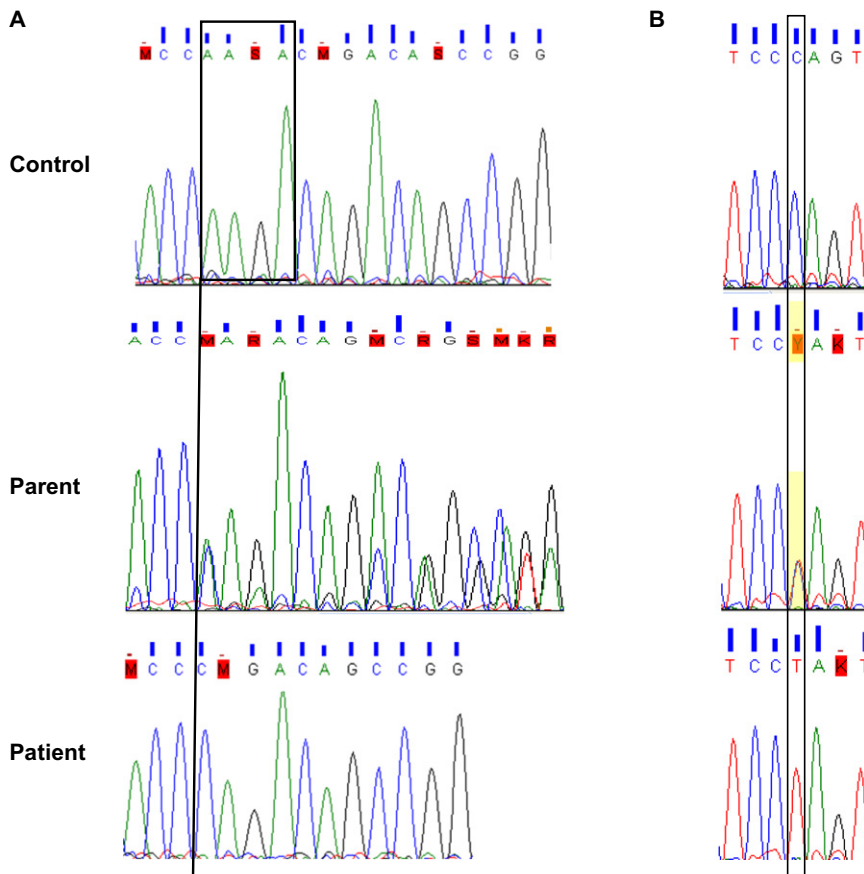 A
B
M C C A A S A C M G A C A S C C G G
T C C C A G T
Control
A C C M A R A C A G M C R G S M K R
T C C Y A K T
Parent
M C C C M G A C A G C C G G
T C C T A K T
Patient